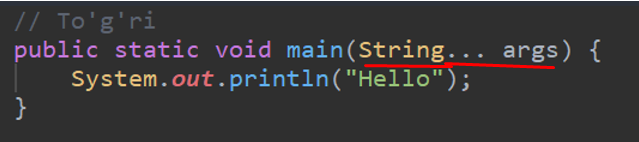 // To'g'ri
public static void main(String... args) {
System.out.println("Hello");
}